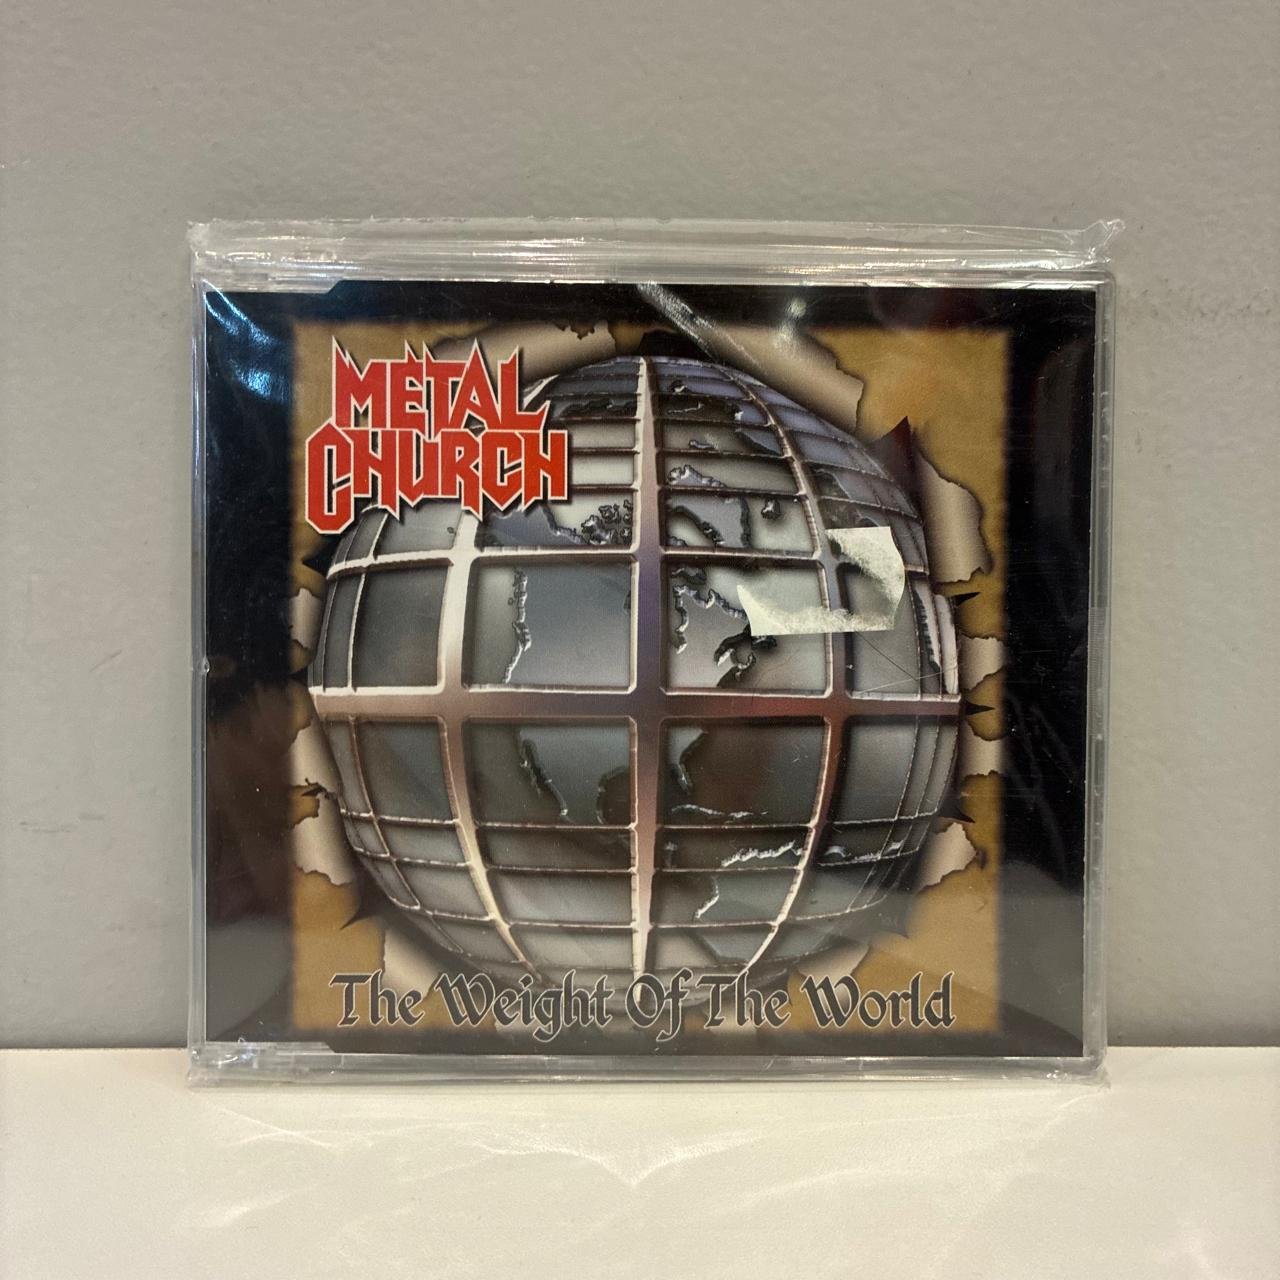 METAL
CHURCH
The Weight Of The World